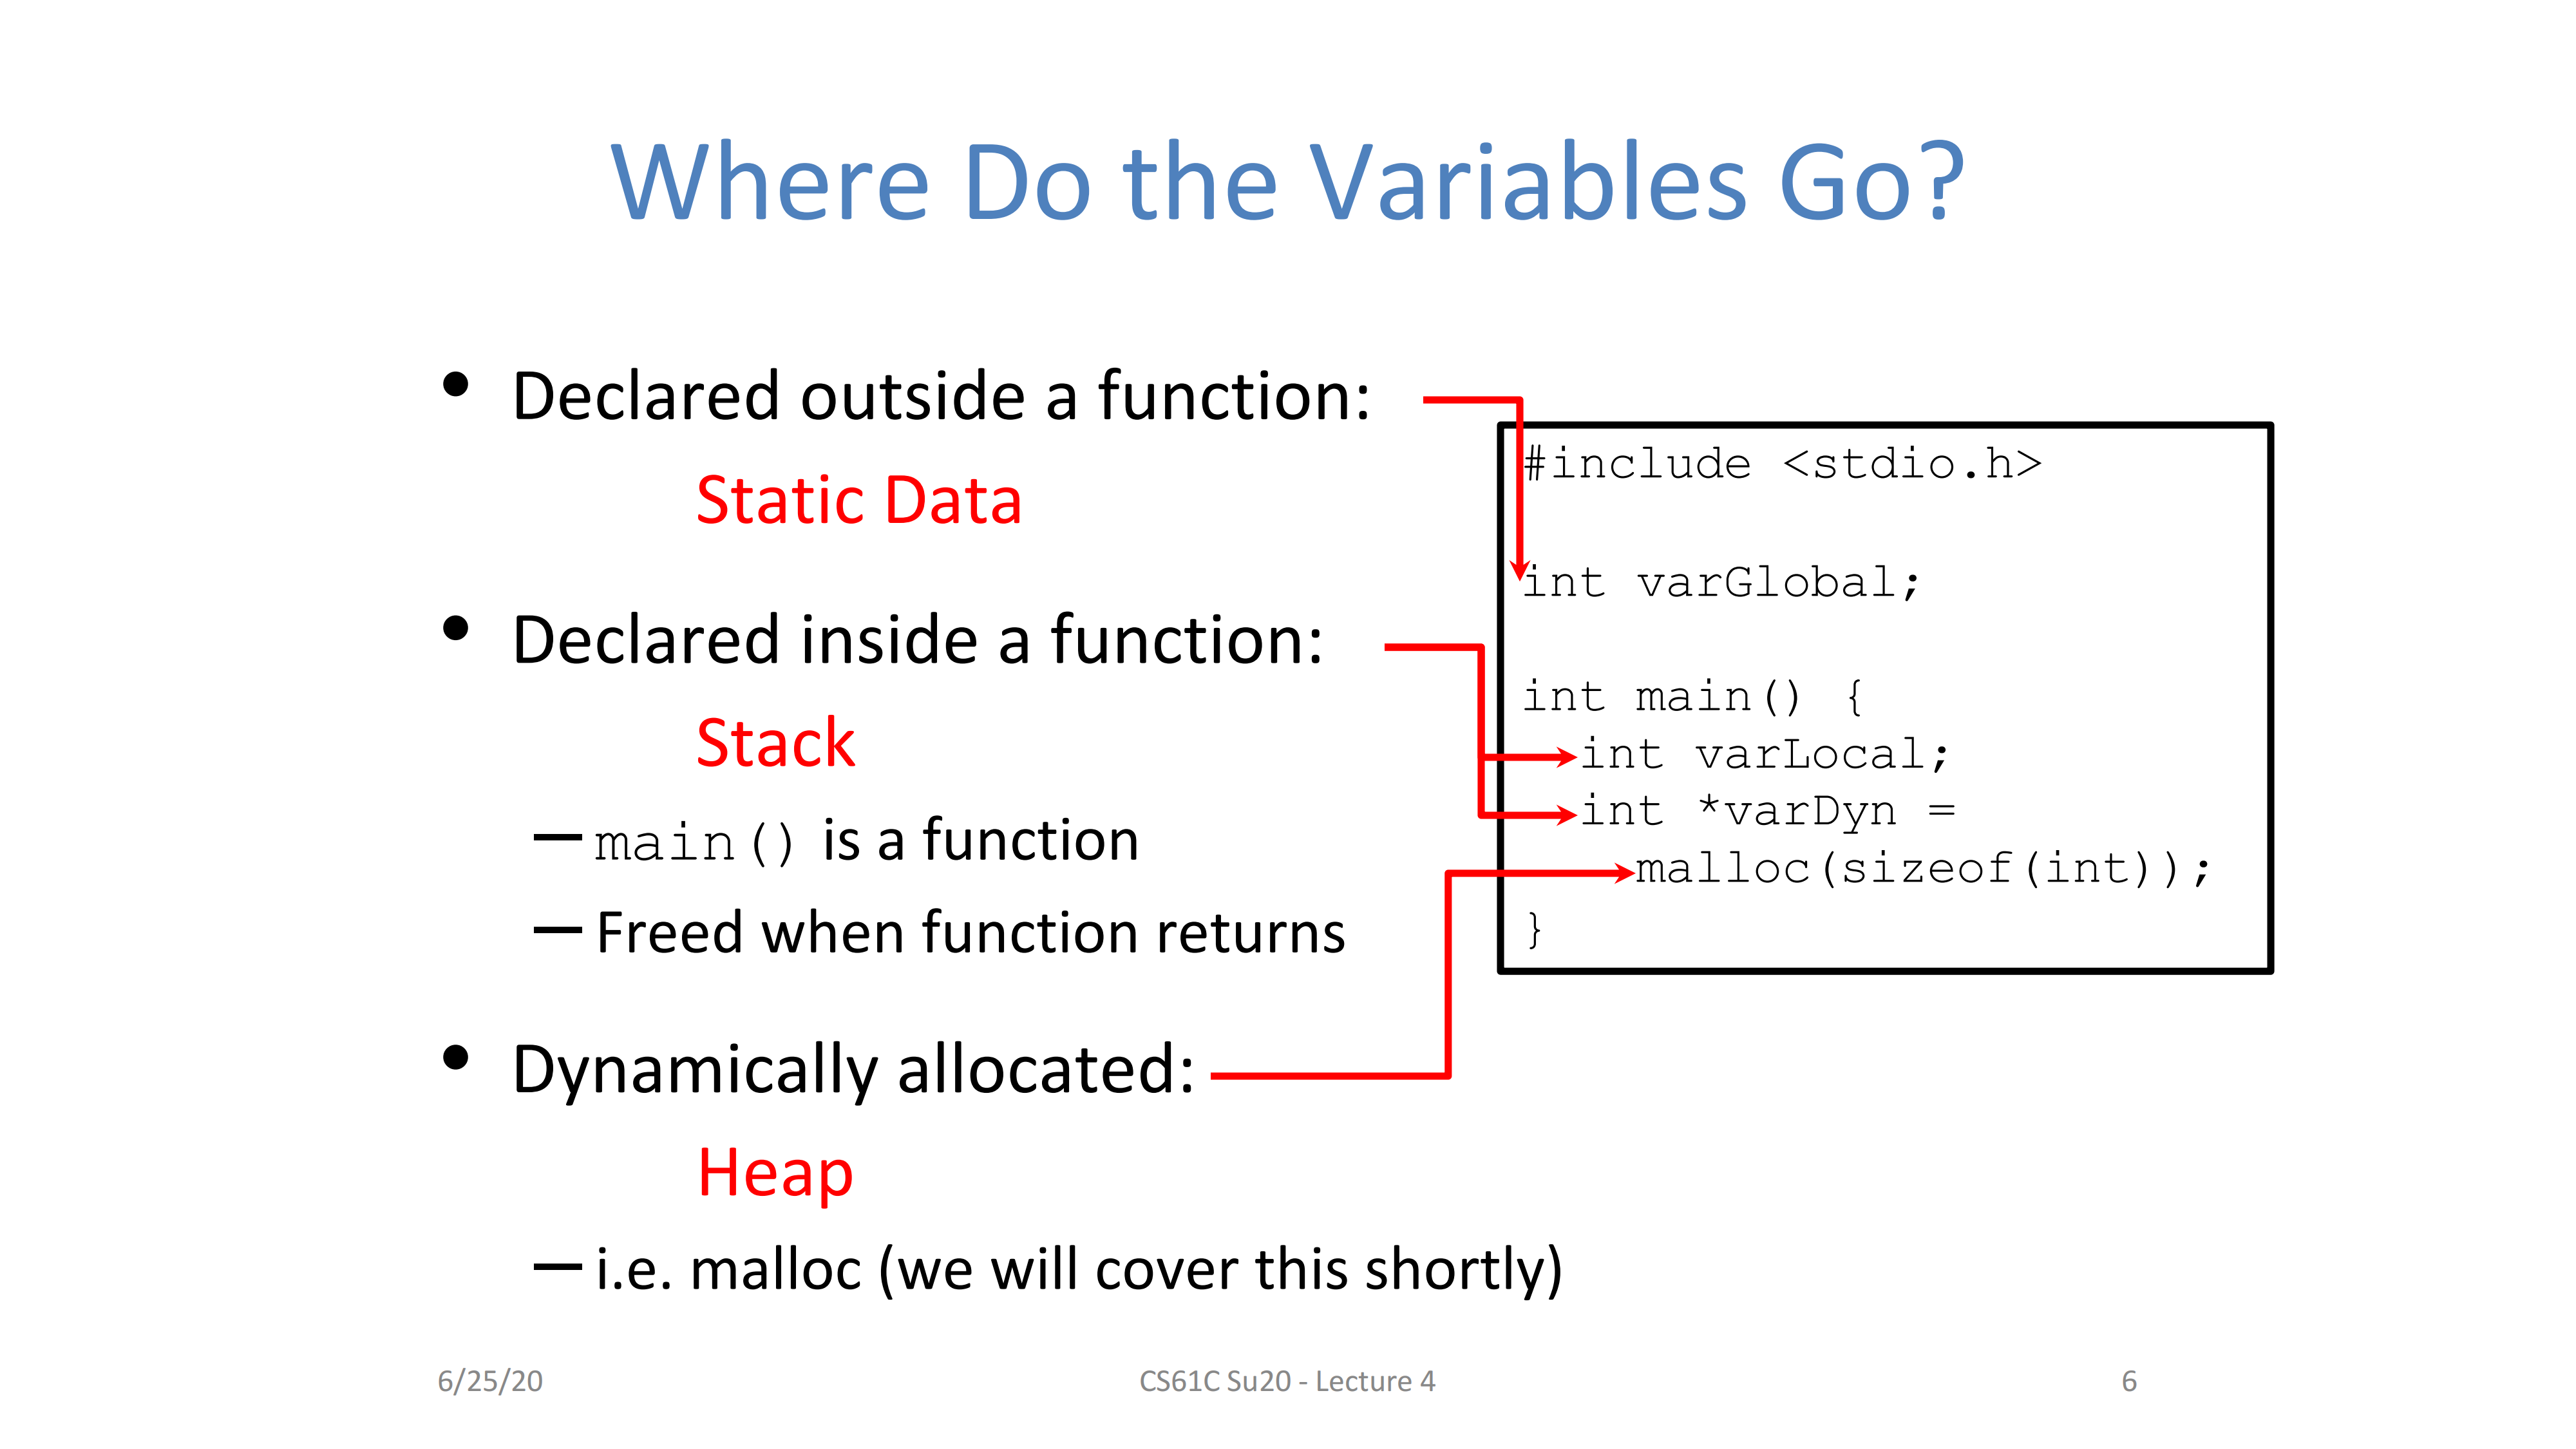 Where Do the Variables Go?
• Declared outside a function:
Static Data
• Declared inside a function:
Stack
– main() is a function
– Freed when function returns
• Dynamically allocated:
Heap
– i.e. malloc (we will cover this shortly)
#include <stdio.h>
int varGlobal;
int main() {
int varLocal;
int *varDyn =
malloc(sizeof(int));
}
6/25/20
CS61C Su20 - Lecture 4
6